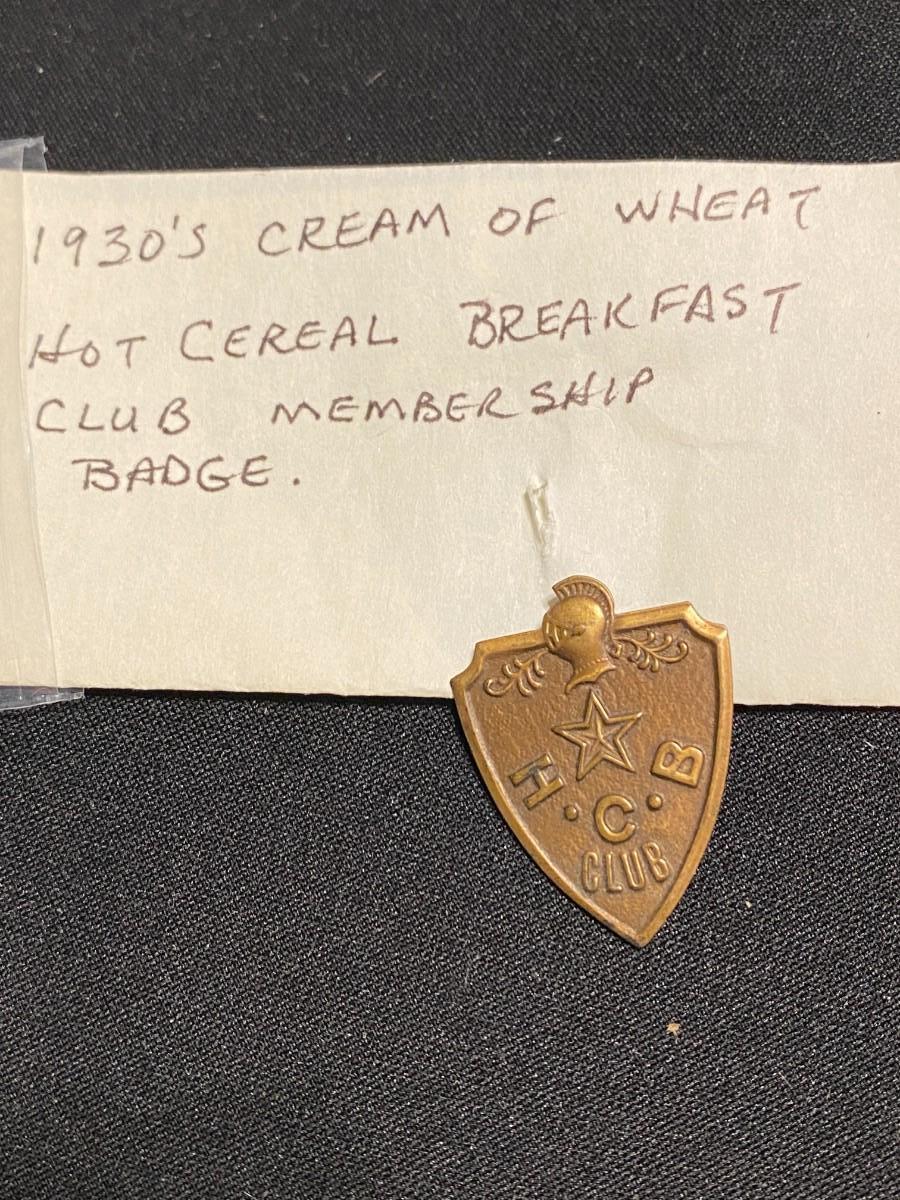 1930'S CREAM OF WHEAT
HOT CEREAL BREAKFAST
CLUB MEMBERSHIP
BADGE.
H·C·B
CLUB